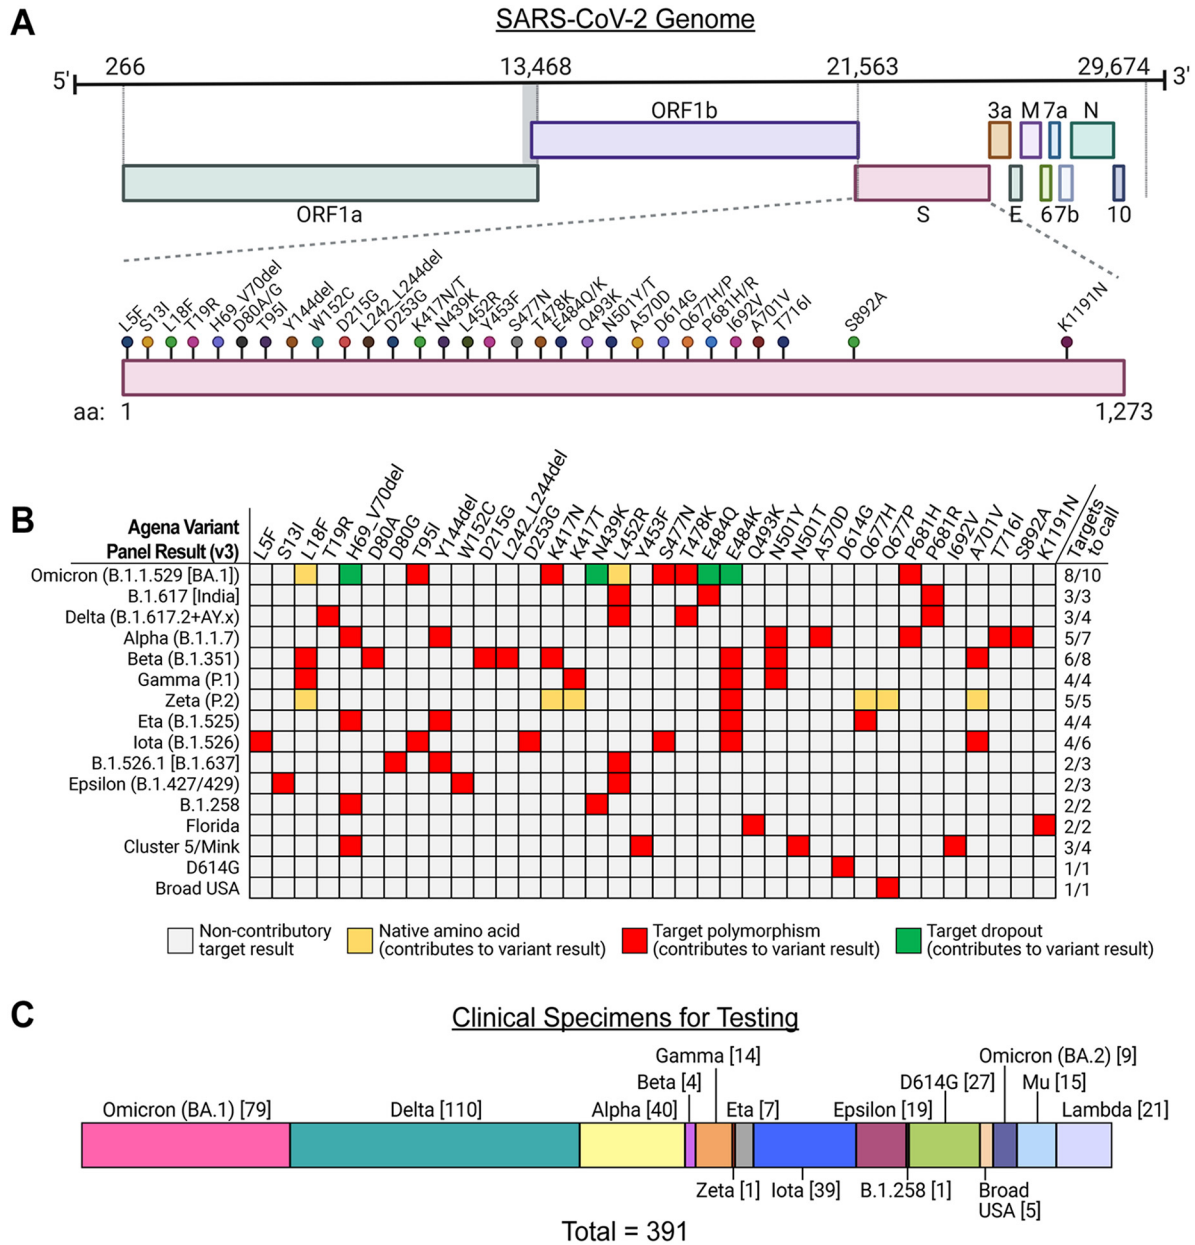 A
SARS-CoV-2 Genome
5'
266
13,468
21,563
29,674
3'
ORF1b
3a
M
7a
N
ORF1a
S
E
6
7b
10
L5F
S13I
L18F
T19R
H69_V70del
D80A/G
T95I
Y144del
W152C
D215G
L242_L244del
D253G
K417N/T
N439K
L452R
Y453F
S477N
T478K
E484Q/K
Q493K
N501Y/T
A570D
D614G
Q677H/P
P681H/R
I692V
A701V
T716I
S892A
K1191N
aa:
1
1,273
B
Agena Variant
Panel Result (v3)
L5F
S13I
L18F
T19R
H69_V70del
D80A
D80G
T95I
Y144del
W152C
D215G
L242_L244del
D253G
K417N
K417T
N439K
L452R
Y453F
S477N
T478K
E484Q
E484K
Q493K
N501Y
N501T
A570D
D614G
Q677H
Q677P
P681H
P681R
I692V
A701V
T716I
S892A
K1191N
Targets
to call
Omicron (B.1.1.529 [BA.1]) 8/10
B.1.617 [India] 3/3
Delta (B.1.617.2+AY.x) 3/4
Alpha (B.1.1.7) 5/7
Beta (B.1.351) 6/8
Gamma (P.1) 4/4
Zeta (P.2) 5/5
Eta (B.1.525) 4/4
Iota (B.1.526) 4/6
B.1.526.1 [B.1.637] 2/3
Epsilon (B.1.427/429) 2/3
B.1.258 2/2
Florida 2/2
Cluster 5/Mink 3/4
D614G 1/1
Broad USA 1/1
Non-contributory
target result
Native amino acid
(contributes to variant result)
Target polymorphism
(contributes to variant result)
Target dropout
(contributes to variant result)
C
Clinical Specimens for Testing
Gamma [14]
Omicron (BA.2) [9]
Beta [4]
D614G [27]
Mu [15]
Omicron (BA.1) [79]
Delta [110]
Alpha [40]
Eta [7]
Epsilon [19]
Lambda [21]
Zeta [1]
Iota [39]
B.1.258 [1]
Broad
USA [5]
Total = 391